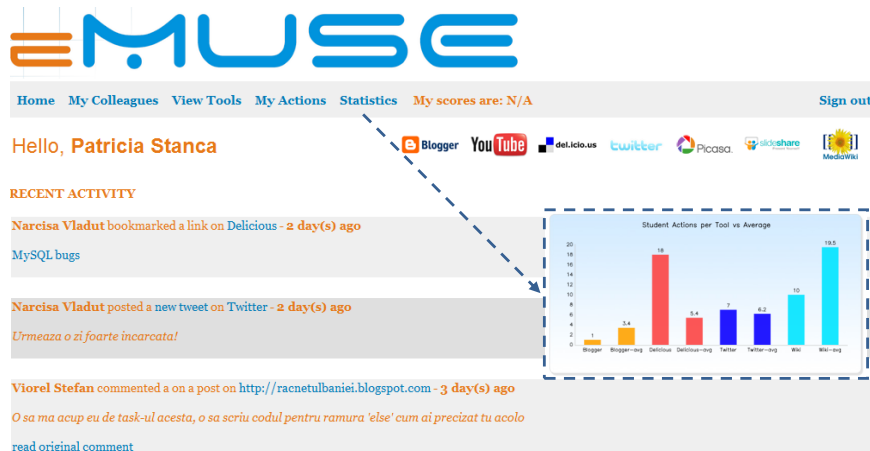 eMUSE
Home My Colleagues View Tools My Actions Statistics My scores are: N/A Sign out
Hello, Patricia Stanca
Blogger YouTube del.icio.us twitter Picasa slideshare MediaWiki
RECENT ACTIVITY
Narcisa Vladut bookmarked a link on Delicious - 2 day(s) ago
MySQL bugs
Narcisa Vladut posted a new tweet on Twitter - 2 day(s) ago
Urmeaza o zi foarte incarcata!
Viorel Stefan commented a on a post on http://racnetulbaniei.blogspot.com - 3 day(s) ago
O sa ma acup eu de task-ul acesta, o sa scriu codul pentru ramura 'else' cum ai precizat tu acolo
read original comment
Student Actions per Tool vs Average
20
18
16
14
12
10
8
6
4
2
0
1 3.4 18 5.4 7 6.2 10 19.5
Blogger Blogger-avg Delicious Delicious-avg Twitter Twitter-avg Wiki Wiki-avg